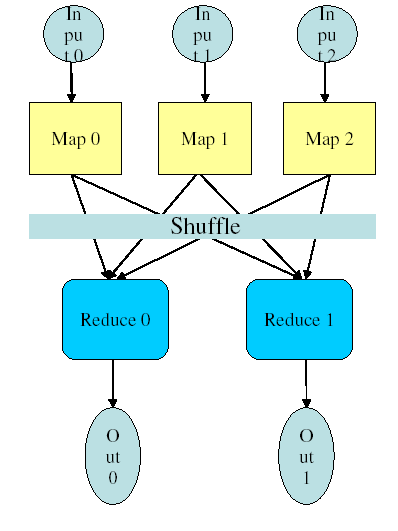 In
pu
t 0
In
pu
t 1
In
pu
t 2
Map 0
Map 1
Map 2
Shuffle
Reduce 0
Reduce 1
O
ut
0
O
ut
1